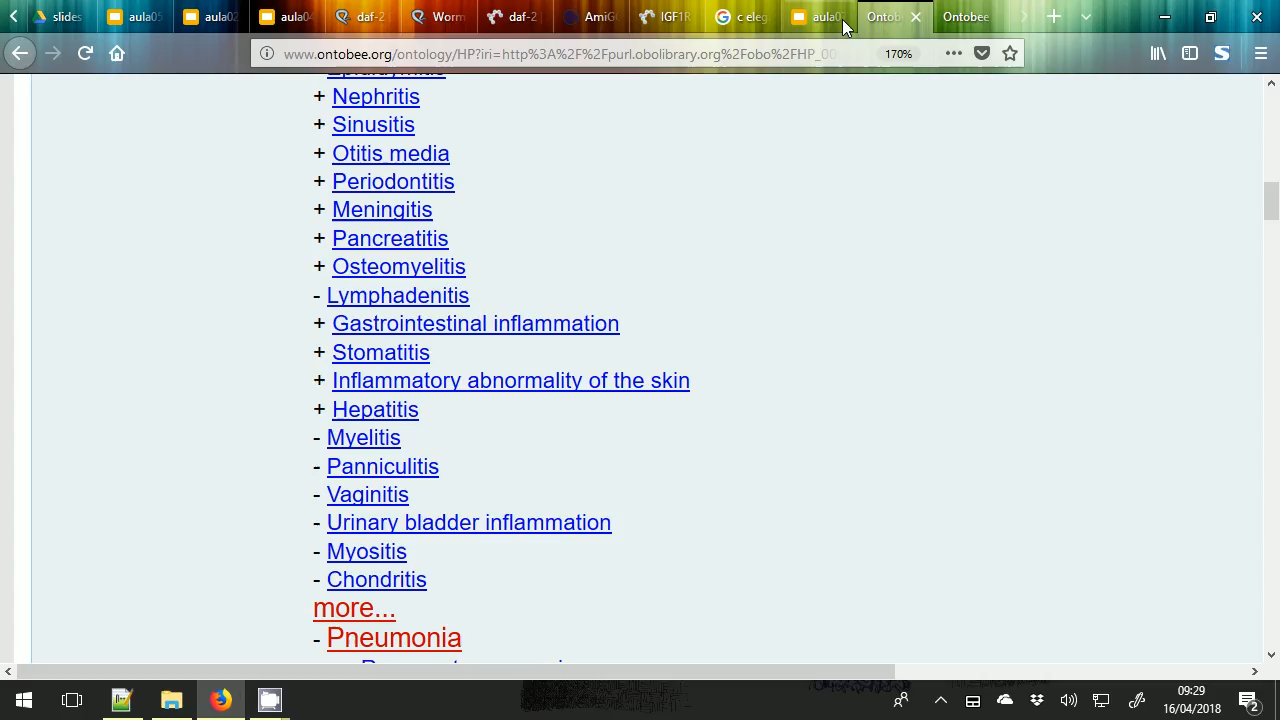 slides
aula05
aula02
aula04
daf-2
Worm
daf-2
AmiG
IGF1R
c eleg
aula0
Ontob
Ontobee
www.ontobee.org/ontology/HP?iri=http%3A%2F%2Fpurl.obolibrary.org%2Fobo%2FHP_00
170%
+ Nephritis
+ Sinusitis
+ Otitis media
+ Periodontitis
+ Meningitis
+ Pancreatitis
+ Osteomyelitis
- Lymphadenitis
+ Gastrointestinal inflammation
+ Stomatitis
+ Inflammatory abnormality of the skin
+ Hepatitis
- Myelitis
- Panniculitis
- Vaginitis
- Urinary bladder inflammation
- Myositis
- Chondritis
more...
- Pneumonia
09:29
16/04/2018
2